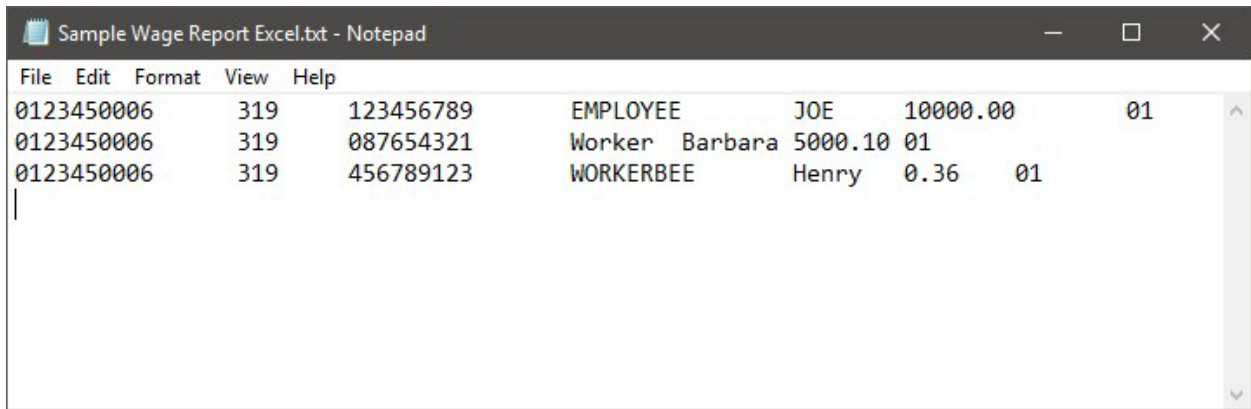 Sample Wage Report Excel.txt - Notepad
File Edit Format View Help
0123450006 319 123456789 EMPLOYEE JOE 10000.00 01
0123450006 319 087654321 Worker Barbara 5000.10 01
0123450006 319 456789123 WORKERBEE Henry 0.36 01